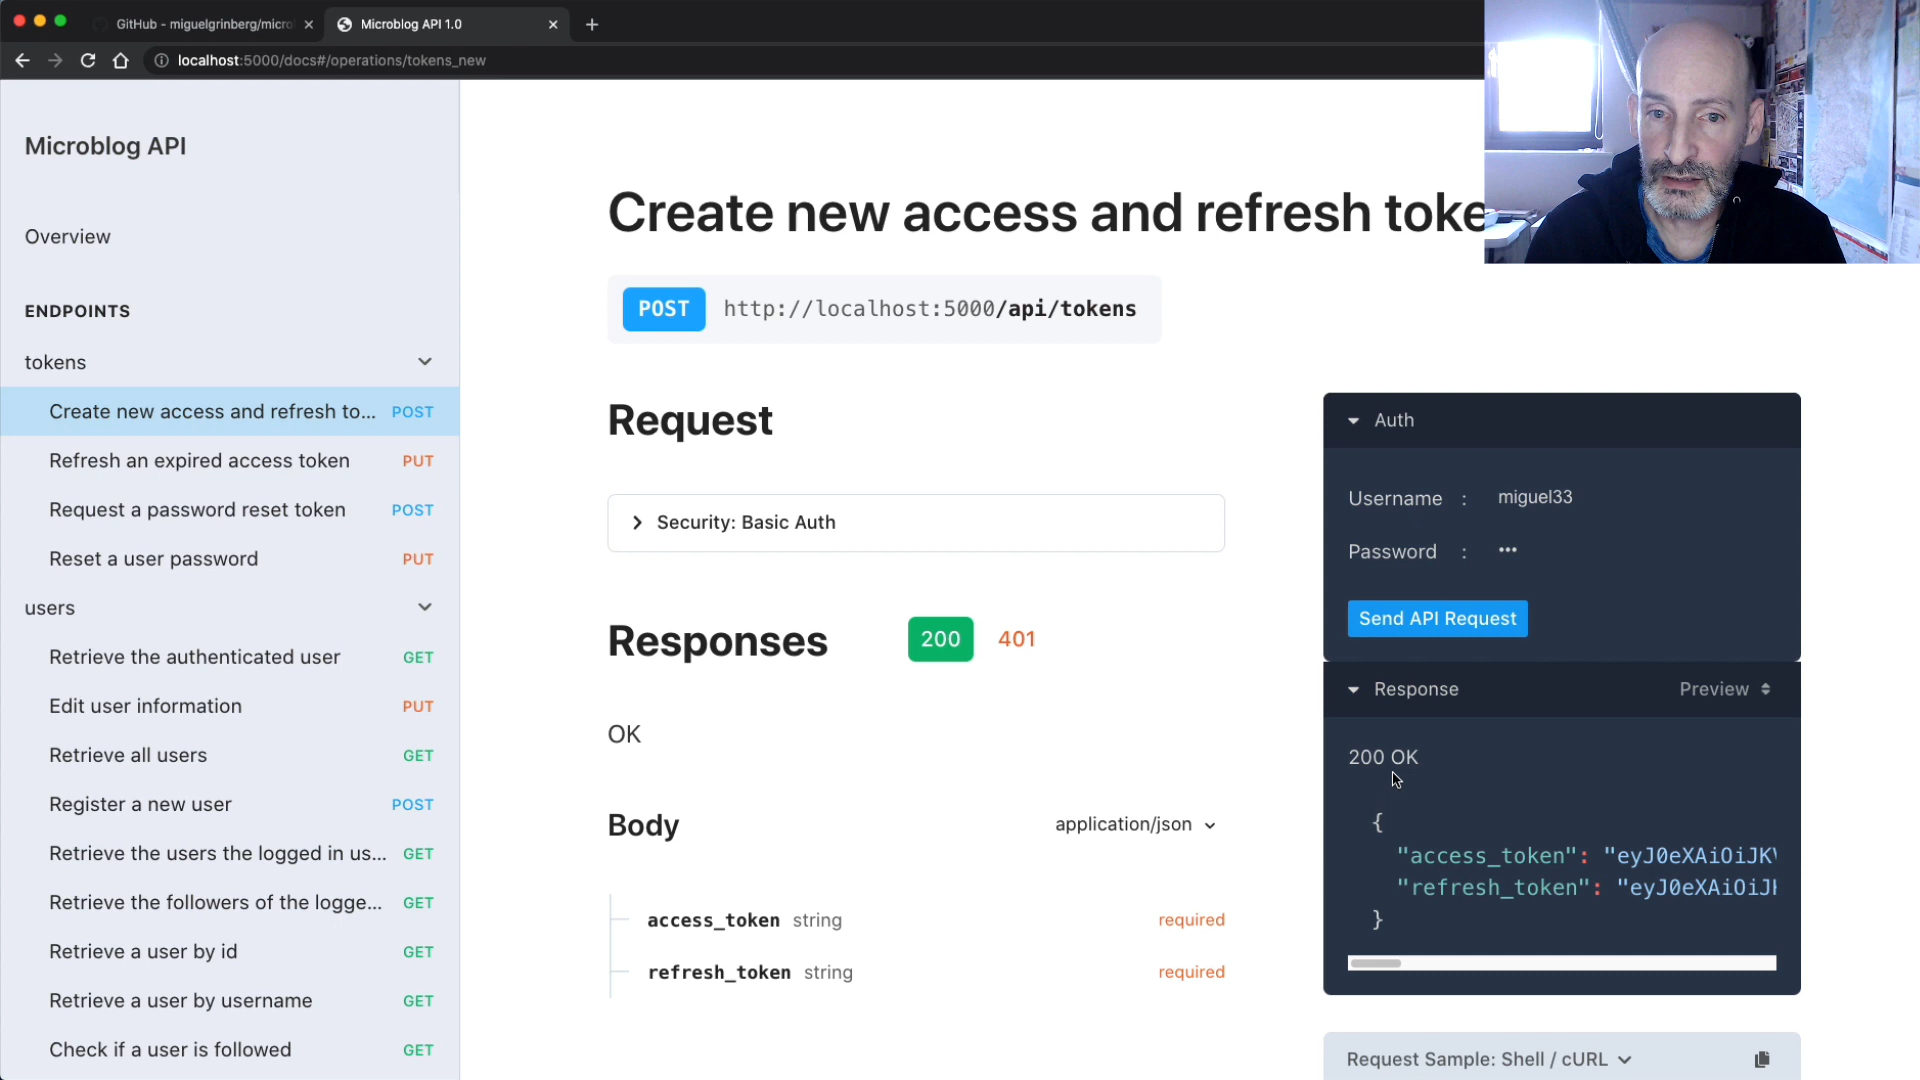 GitHub - miguelgrinberg/micro
Microblog API 1.0
localhost:5000/docs#/operations/tokens_new
Microblog API
Overview
ENDPOINTS
tokens
Create new access and refresh to... POST
Refresh an expired access token PUT
Request a password reset token POST
Reset a user password PUT
users
Retrieve the authenticated user GET
Edit user information PUT
Retrieve all users GET
Register a new user POST
Retrieve the users the logged in us... GET
Retrieve the followers of the logge... GET
Retrieve a user by id GET
Retrieve a user by username GET
Check if a user is followed GET
Create new access and refresh toke
POST http://localhost:5000/api/tokens
Request
Security: Basic Auth
Responses 200 401
OK
Body application/json
access_token string required
refresh_token string required
Auth
Username : miguel33
Password : •••
Send API Request
Response Preview
200 OK
{
"access_token": "eyJ0eXAiOiJK
"refresh_token": "eyJ0eXAiOiJ
}
Request Sample: Shell / cURL